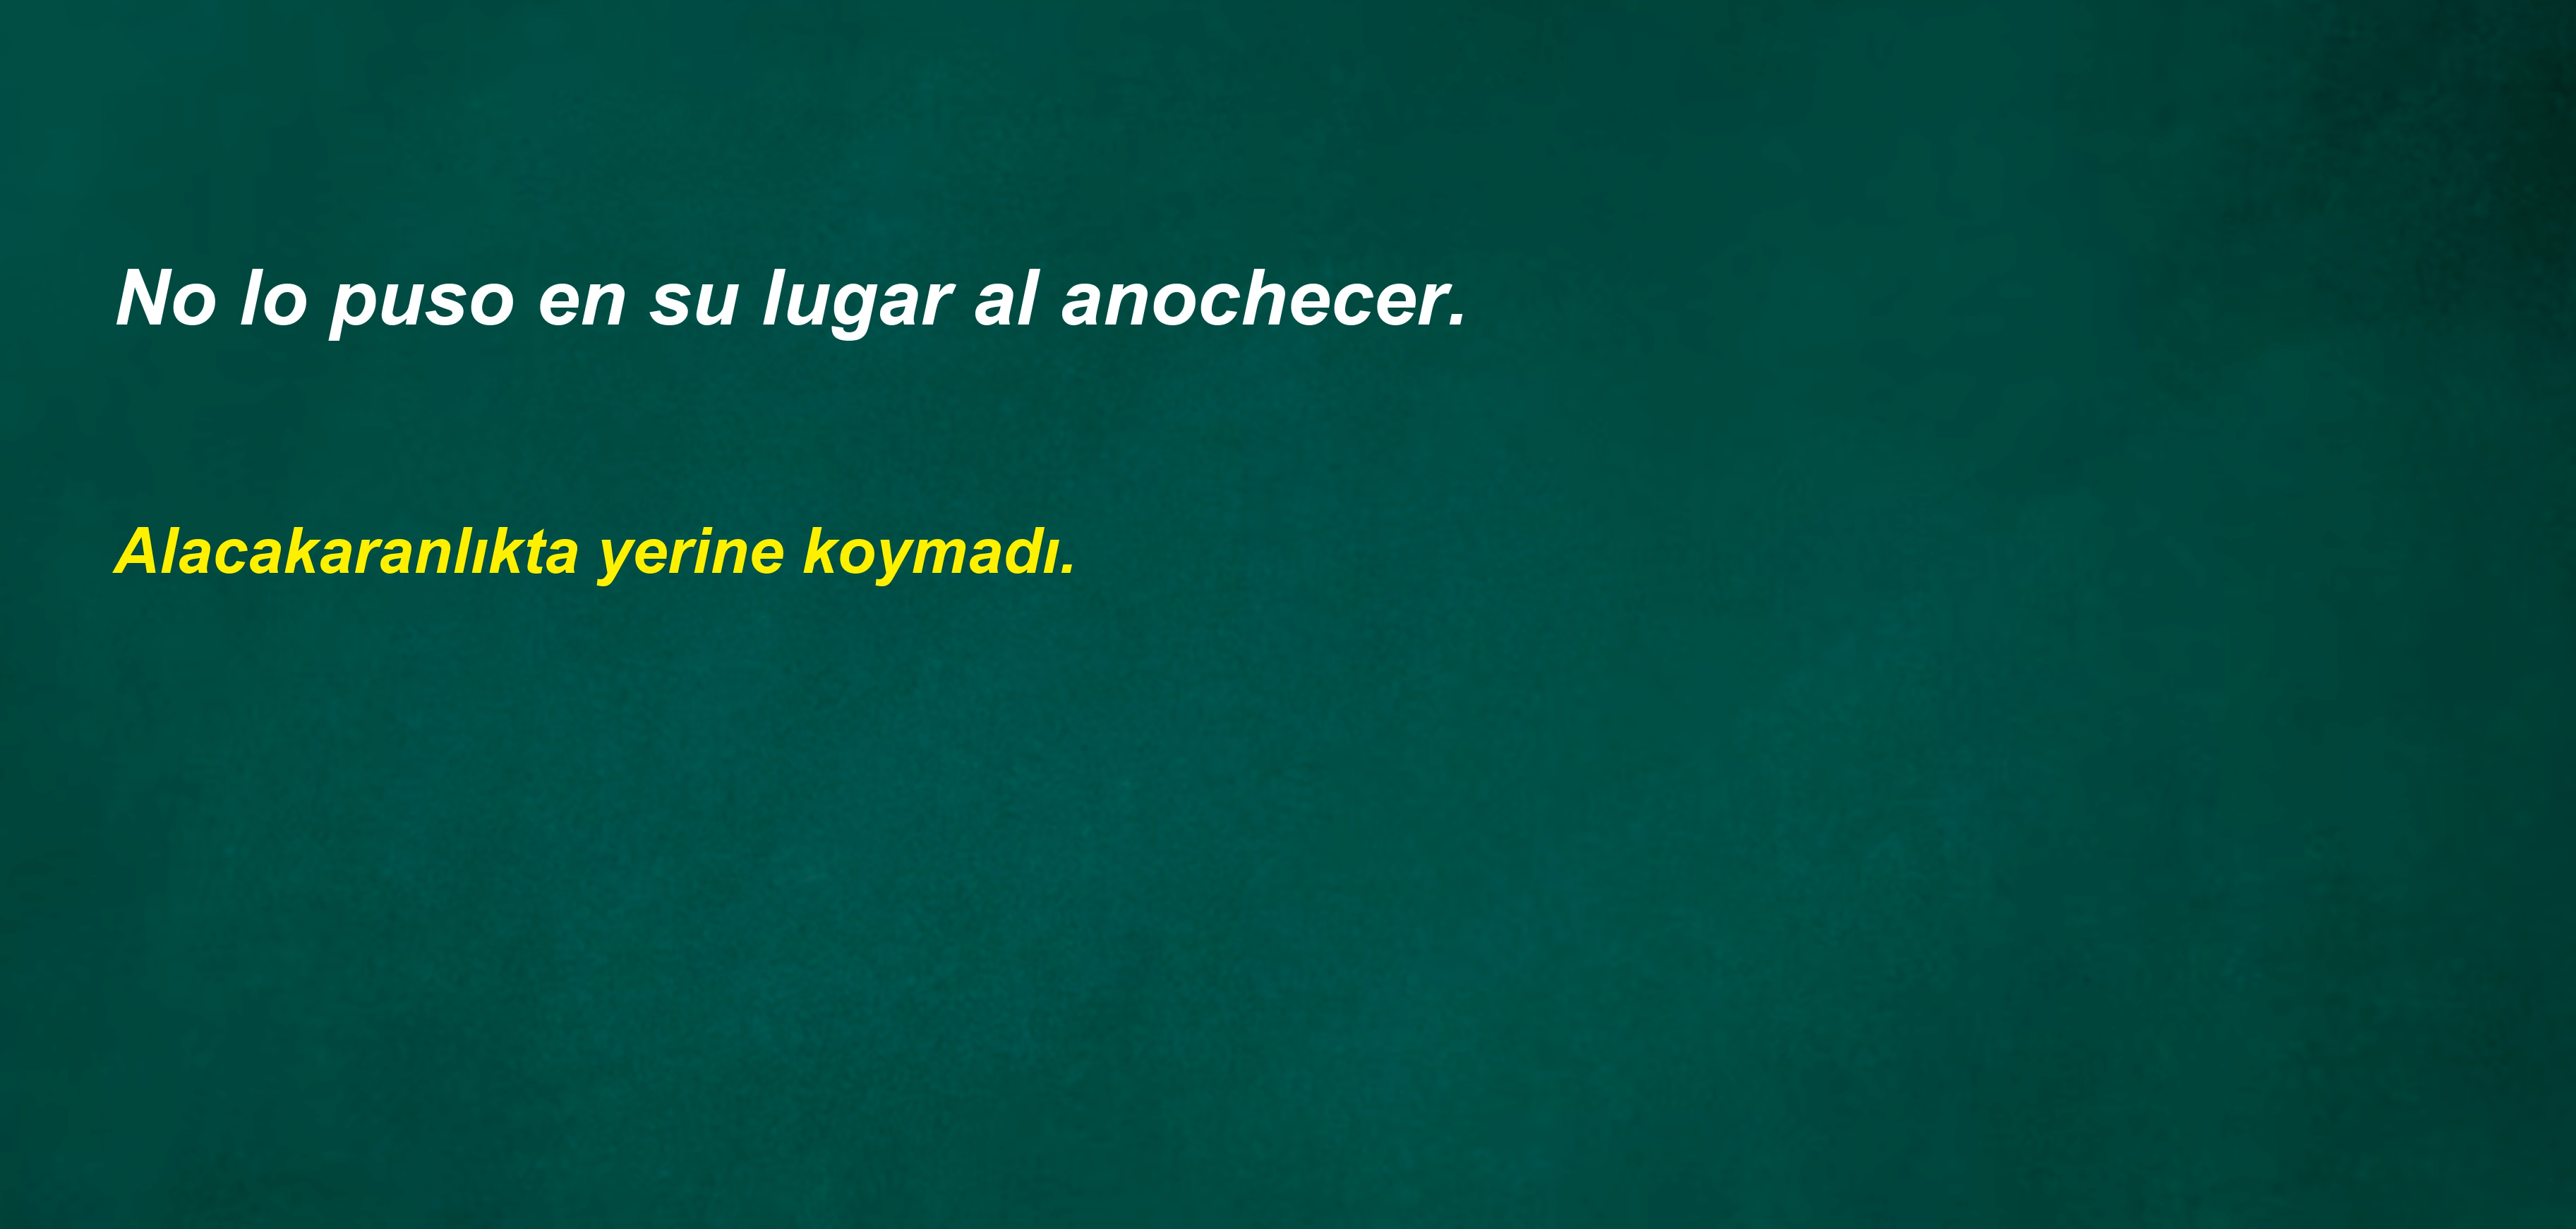 No lo puso en su lugar al anochecer.
Alacakaranlıkta yerine koymadı.